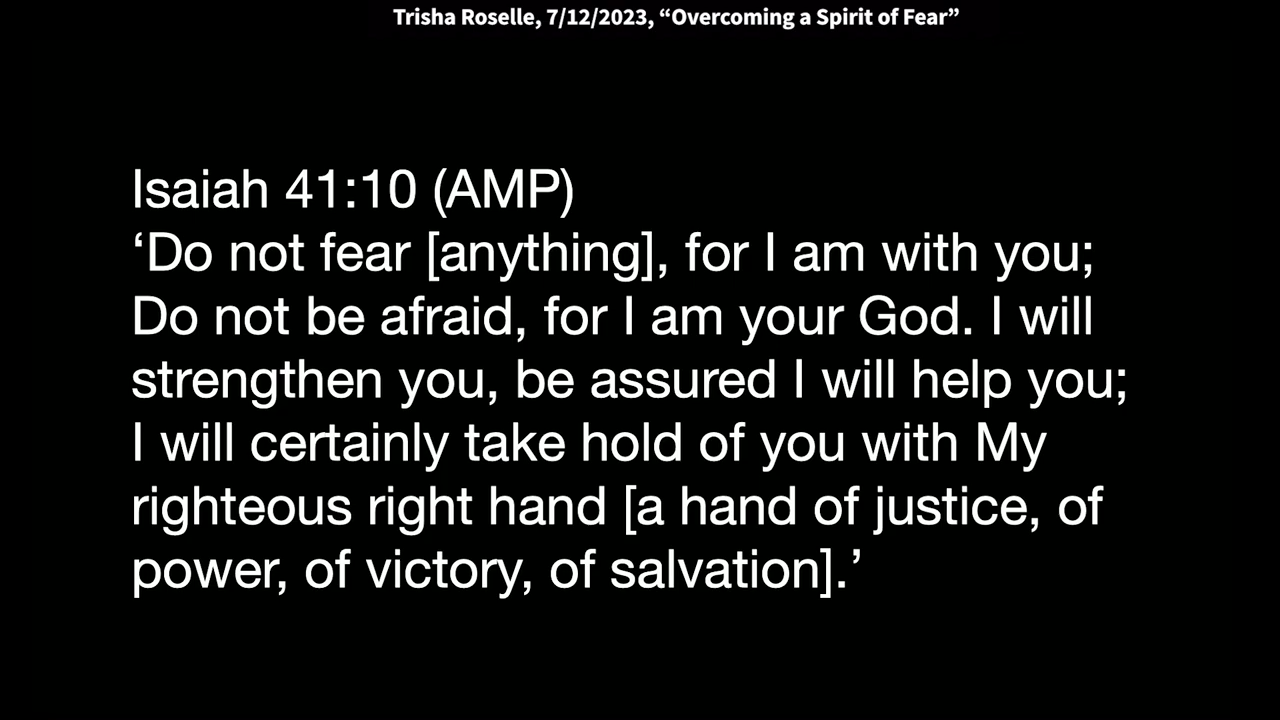 Trisha Roselle, 7/12/2023, “Overcoming a Spirit of Fear”
Isaiah 41:10 (AMP)
‘Do not fear [anything], for I am with you;
Do not be afraid, for I am your God. I will
strengthen you, be assured I will help you;
I will certainly take hold of you with My
righteous right hand [a hand of justice, of
power, of victory, of salvation].’